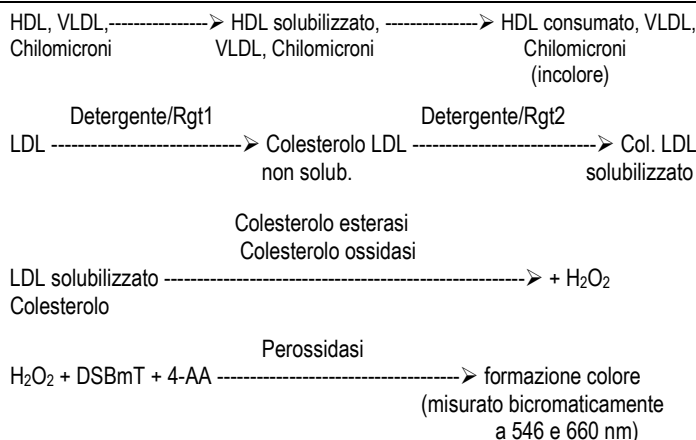 HDL, VLDL,---------------➢ HDL solubilizzato, --------------➢ HDL consumato, VLDL,
Chilomicroni VLDL, Chilomicroni Chilomicroni
(incolore)
Detergente/Rgt1 Detergente/Rgt2
LDL -----------------------------➢ Colesterolo LDL ----------------------------➢ Col. LDL
non solub. solubilizzato
Colesterolo esterasi
Colesterolo ossidasi
LDL solubilizzato ------------------------------------------------------➢ + H₂O₂
Colesterolo
Perossidasi
H₂O₂ + DSBmT + 4-AA -------------------------------------➢ formazione colore
(misurato bicromaticamente
a 546 e 660 nm)